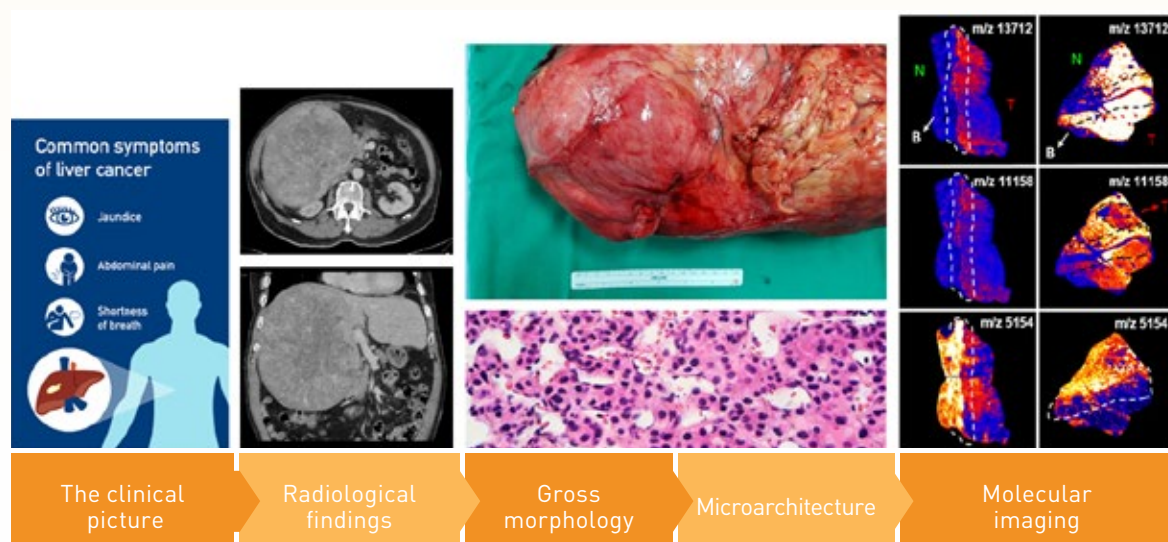 Common symptoms
of liver cancer
Jaundice
Abdominal pain
Shortness
of breath
m/z 13712
N
T
B
m/z 13712
N
T
B
m/z 11158
m/z 11158
m/z 5154
m/z 5154
The clinical
picture
Radiological
findings
Gross
morphology
Microarchitecture
Molecular
imaging